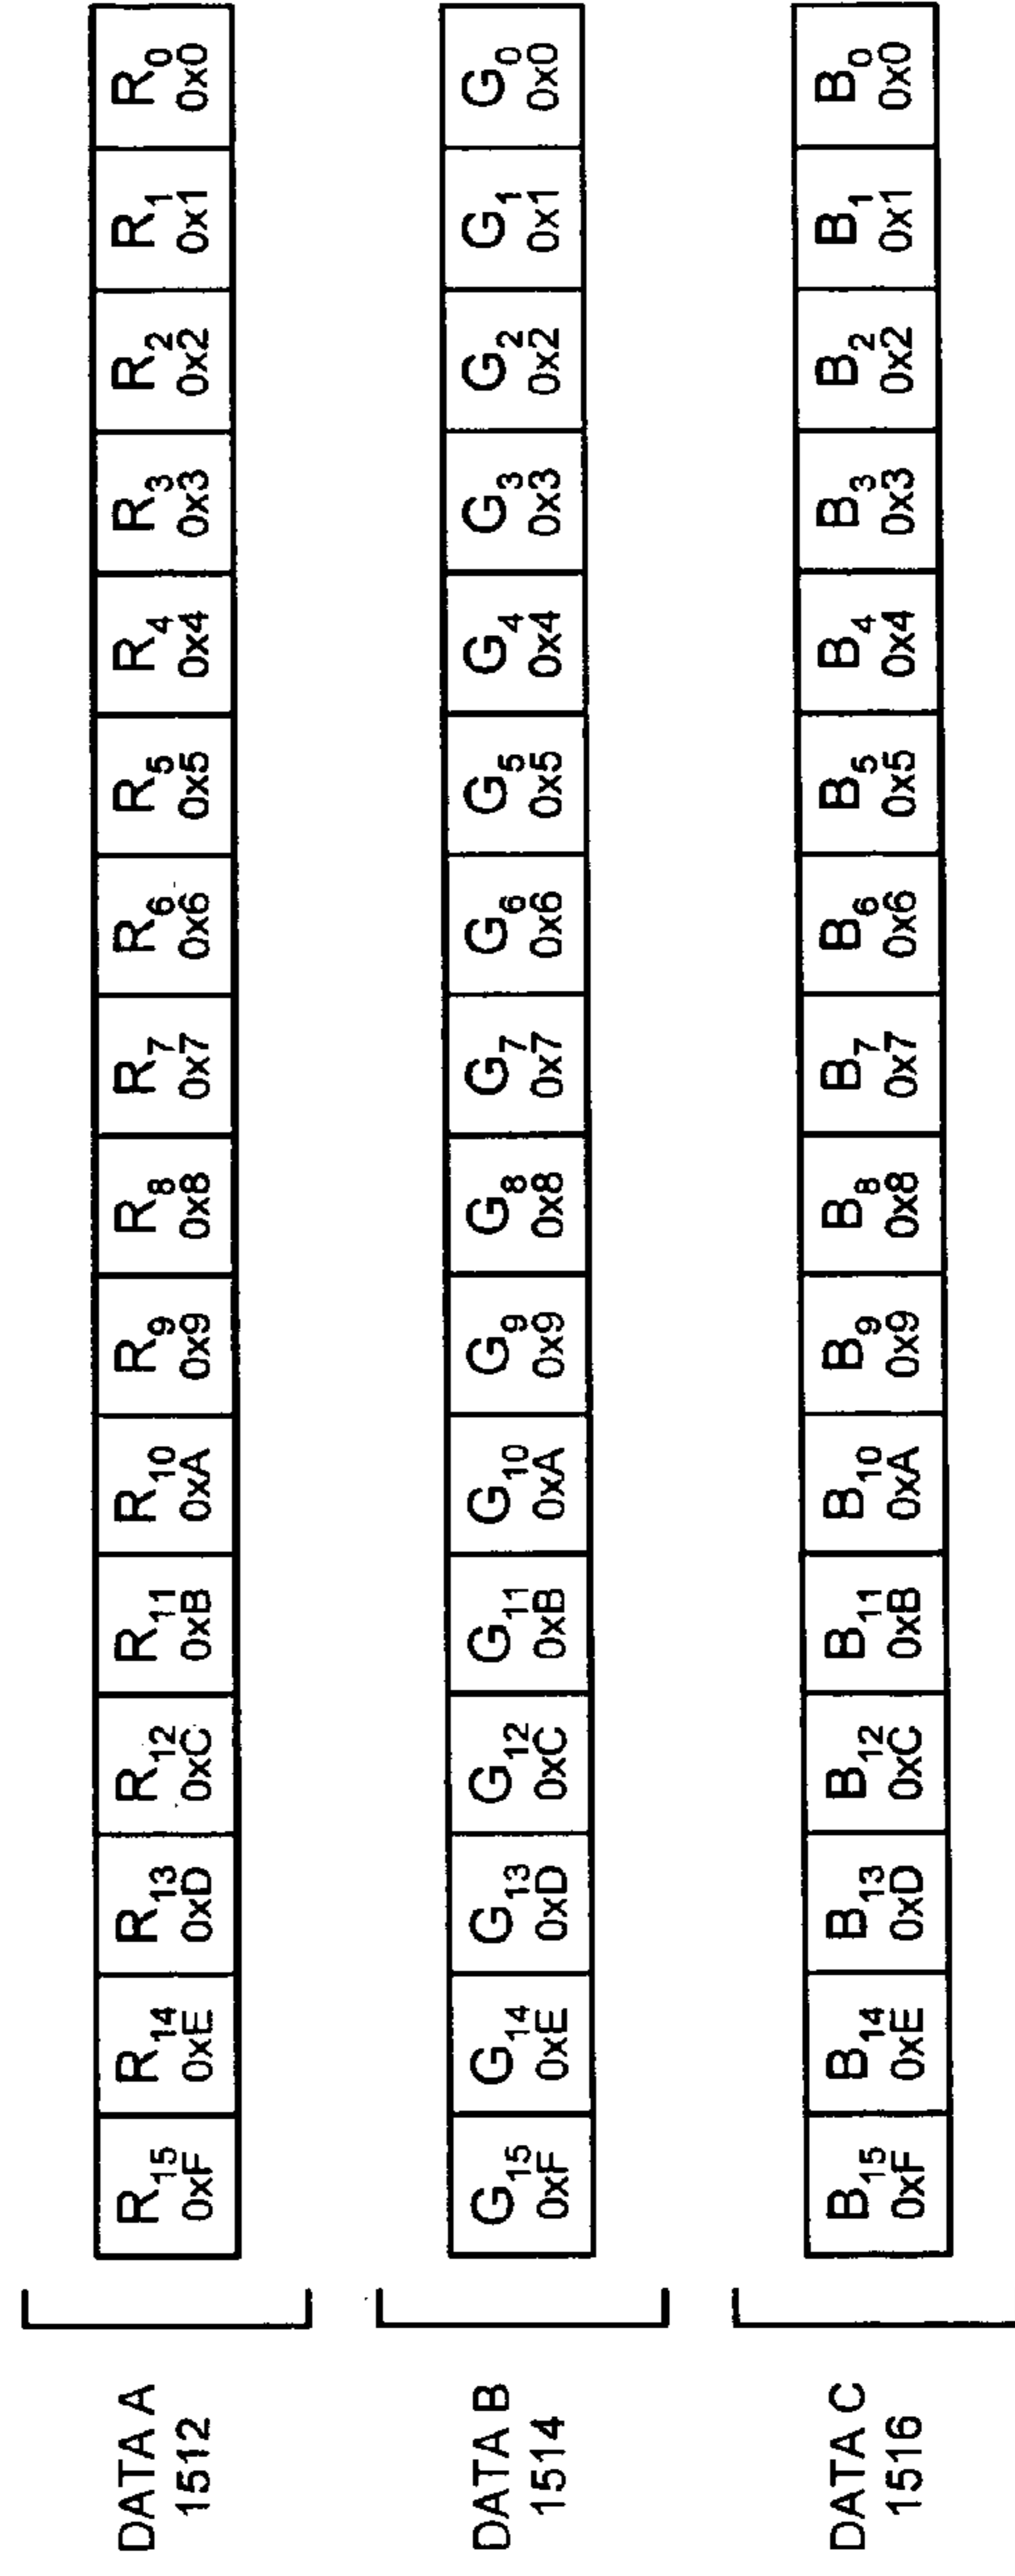 DATA A
1512
R15 R14 R13 R12 R11 R10 R9 R8 R7 R6 R5 R4 R3 R2 R1 R0
0xF 0xE 0xD 0xC 0xB 0xA 0x9 0x8 0x7 0x6 0x5 0x4 0x3 0x2 0x1 0x0
DATA B
1514
G15 G14 G13 G12 G11 G10 G9 G8 G7 G6 G5 G4 G3 G2 G1 G0
0xF 0xE 0xD 0xC 0xB 0xA 0x9 0x8 0x7 0x6 0x5 0x4 0x3 0x2 0x1 0x0
DATA C
1516
B15 B14 B13 B12 B11 B10 B9 B8 B7 B6 B5 B4 B3 B2 B1 B0
0xF 0xE 0xD 0xC 0xB 0xA 0x9 0x8 0x7 0x6 0x5 0x4 0x3 0x2 0x1 0x0